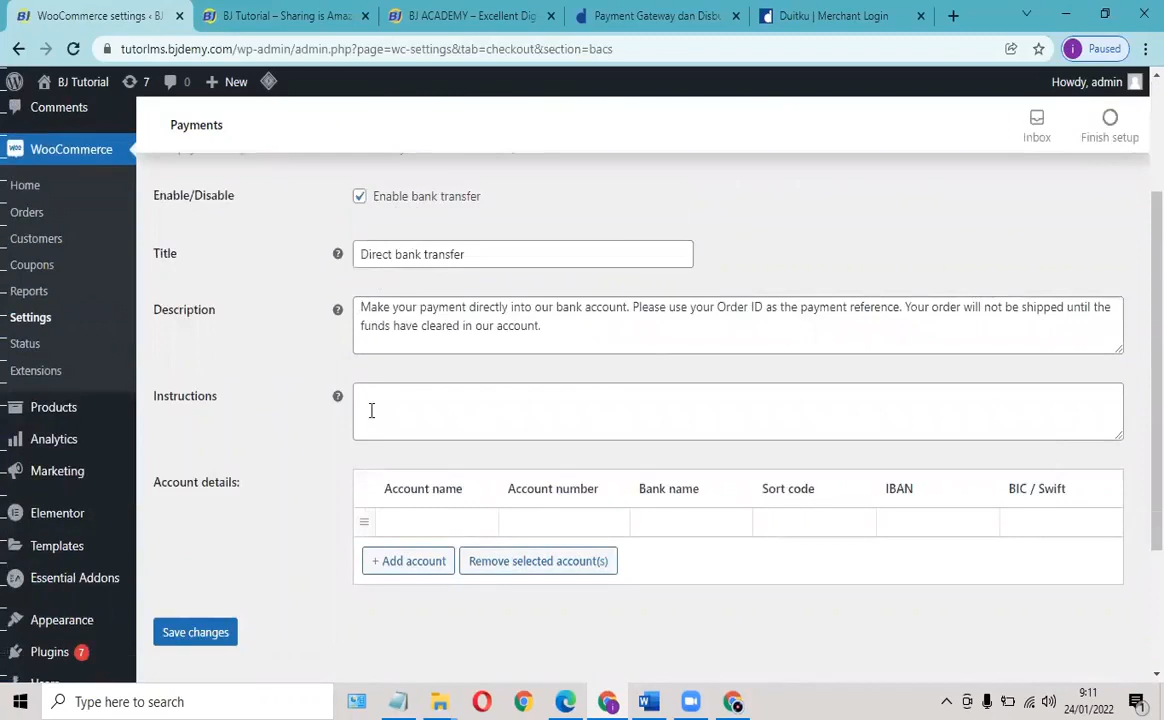 WooCommerce settings ‹ BJ
BJ Tutorial – Sharing is Amaz
BJ ACADEMY – Excellent Digi
Payment Gateway dan Disbu
Duitku | Merchant Login
tutorlms.bjdemy.com/wp-admin/admin.php?page=wc-settings&tab=checkout&section=bacs
Paused
BJ Tutorial
7
0
New
Howdy, admin
Comments
WooCommerce
Home
Orders
Customers
Coupons
Reports
Settings
Status
Extensions
Products
Analytics
Marketing
Elementor
Templates
Essential Addons
Appearance
Plugins 7
Payments
Inbox
Finish setup
Enable/Disable
Enable bank transfer
Title
Direct bank transfer
Description
Make your payment directly into our bank account. Please use your Order ID as the payment reference. Your order will not be shipped until the
funds have cleared in our account.
Instructions
Account details:
Account name Account number Bank name Sort code IBAN BIC / Swift
+ Add account
Remove selected account(s)
Save changes
Type here to search
9:11
24/01/2022